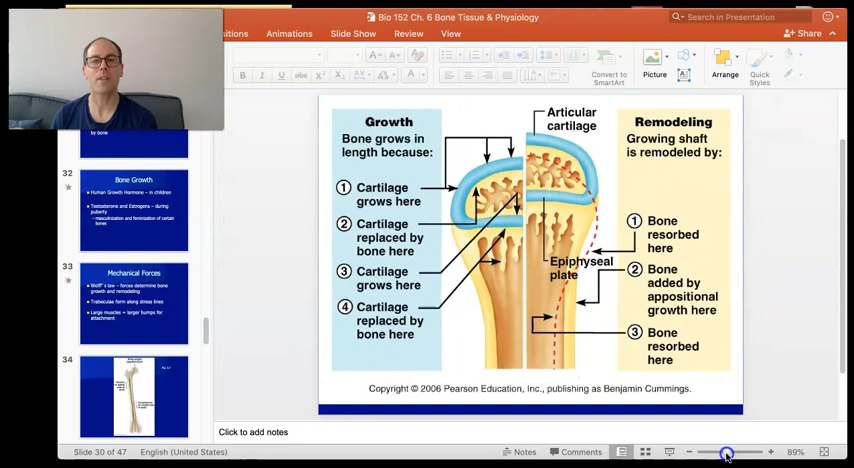 Bio 152 Ch. 6 Bone Tissue & Physiology
Search in Presentation
sitions Animations Slide Show Review View
Share
B I U abc X² X₂ AV Aa A
A A
Convert to
SmartArt
Picture
Arrange
Quick
Styles
by bone
32
Bone Growth
Human Growth Hormone – in children
Testosterone and Estrogens – during
puberty
– masculinization and feminization of certain
bones
33
Mechanical Forces
Wolff's law – forces determine bone
growth and remodeling
Trabeculae form along stress lines
Large muscles = larger bumps for
attachment
34
Growth
Bone grows in
length because:
1 Cartilage
grows here
2 Cartilage
replaced by
bone here
3 Cartilage
grows here
4 Cartilage
replaced by
bone here
Articular
cartilage
Epiphyseal
plate
Remodeling
Growing shaft
is remodeled by:
1 Bone
resorbed
here
2 Bone
added by
appositional
growth here
3 Bone
resorbed
here
Copyright © 2006 Pearson Education, Inc., publishing as Benjamin Cummings.
Click to add notes
Slide 30 of 47 English (United States) Notes Comments 89%